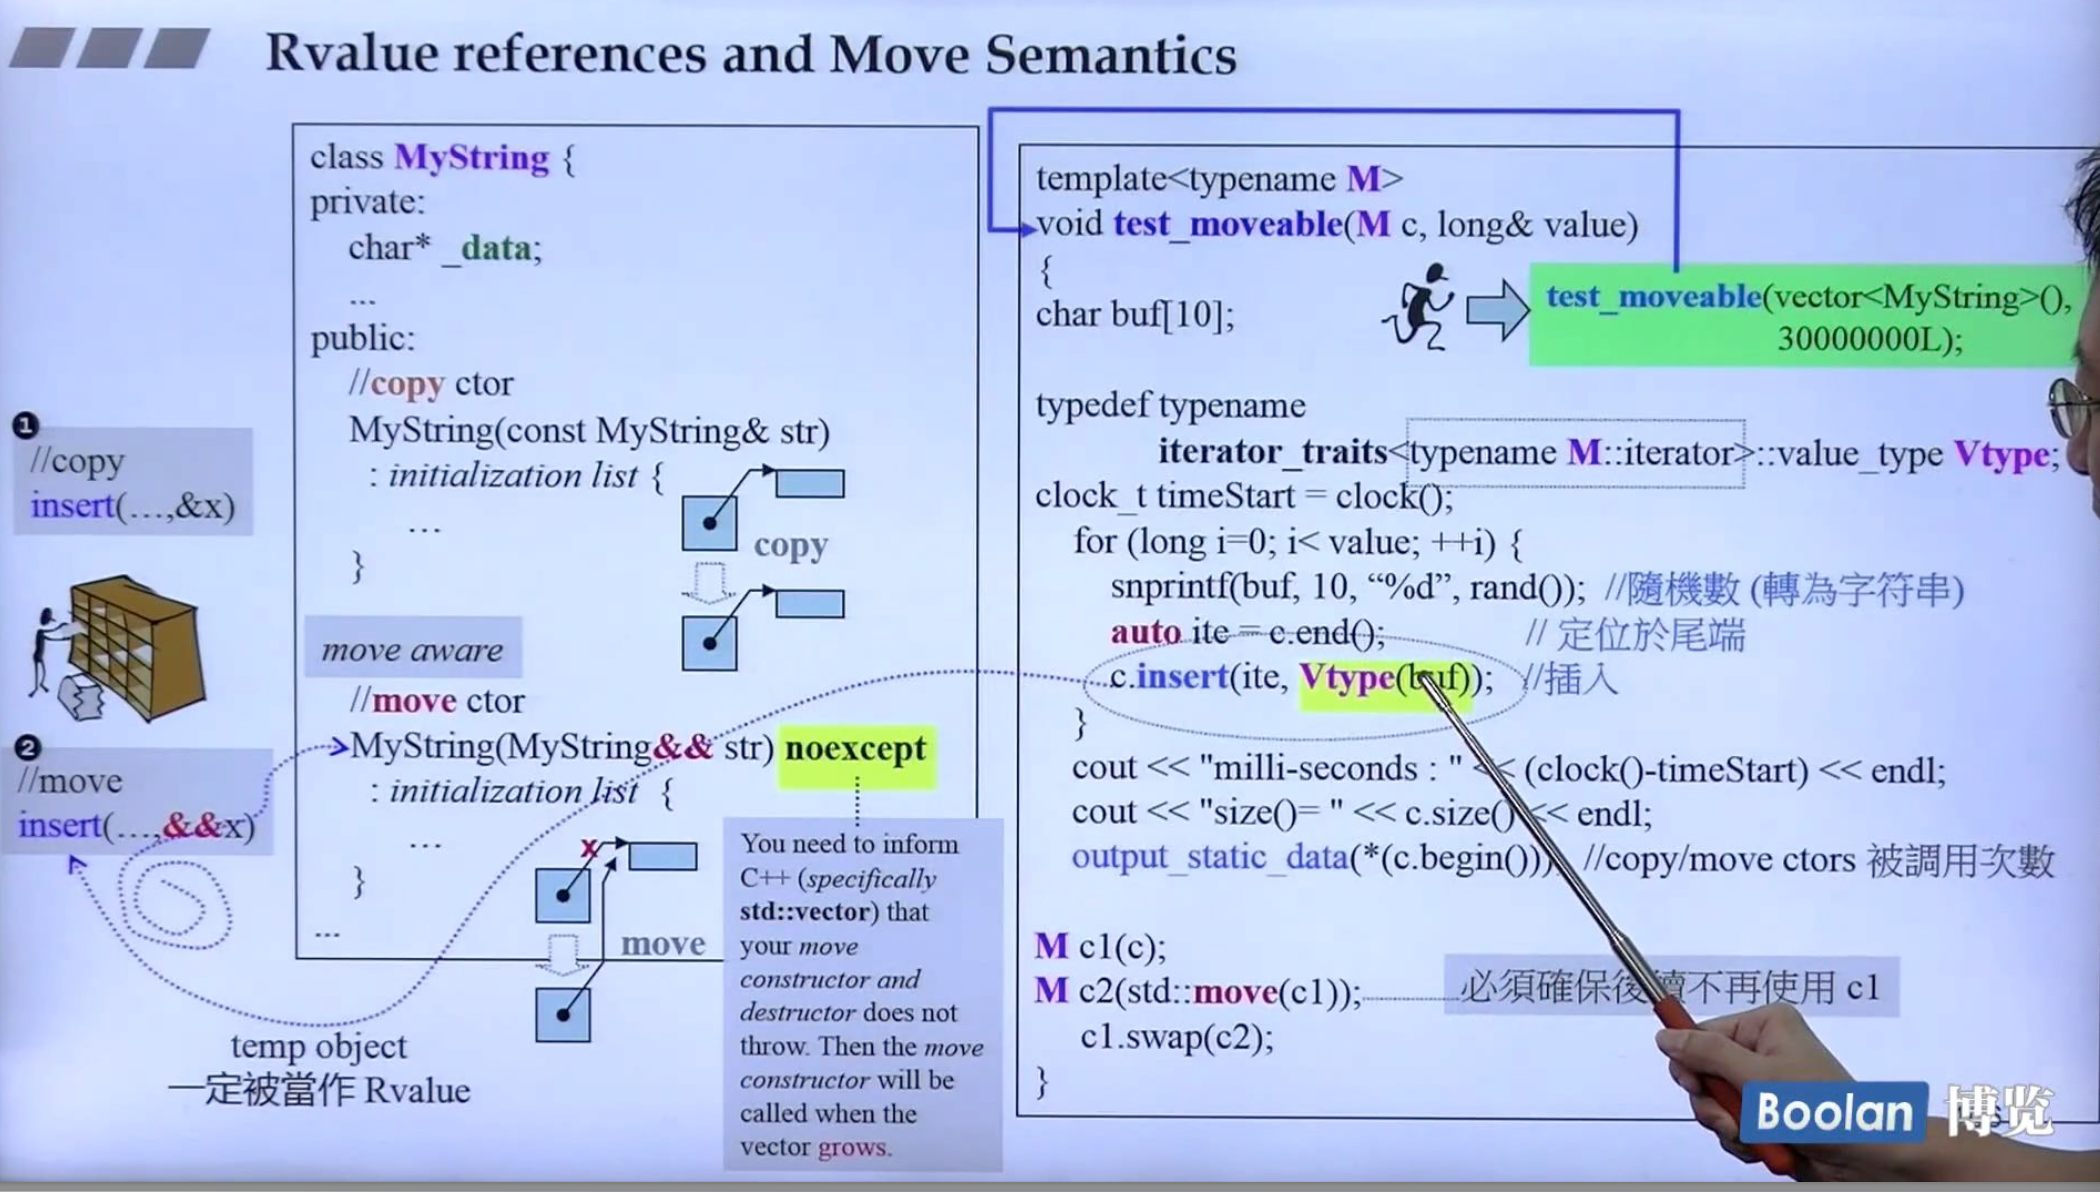 Rvalue references and Move Semantics
class MyString {
private:
char* _data;
...
public:
//copy ctor
MyString(const MyString& str)
: initialization list {
...
}
copy
move aware
//move ctor
MyString(MyString&& str) noexcept
: initialization list {
...
}
...
move
1
//copy
insert(...,&x)
2
//move
insert(...,&&x)
temp object
一定被當作 Rvalue
You need to inform
C++ (specifically
std::vector) that
your move
constructor and
destructor does not
throw. Then the move
constructor will be
called when the
vector grows.
template<typename M>
void test_moveable(M c, long& value)
{
char buf[10];
test_moveable(vector<MyString>(),
30000000L);
typedef typename
iterator_traits<typename M::iterator>::value_type Vtype;
clock_t timeStart = clock();
for (long i=0; i< value; ++i) {
snprintf(buf, 10, “%d”, rand()); //隨機數 (轉為字符串)
auto ite = c.end(); // 定位於尾端
c.insert(ite, Vtype(buf)); //插入
}
cout << "milli-seconds : " << (clock()-timeStart) << endl;
cout << "size()= " << c.size() << endl;
output_static_data(*(c.begin())); //copy/move ctors 被調用次數
M c1(c);
M c2(std::move(c1)); 必須確保後續不再使用 c1
c1.swap(c2);
}
Boolan 博览